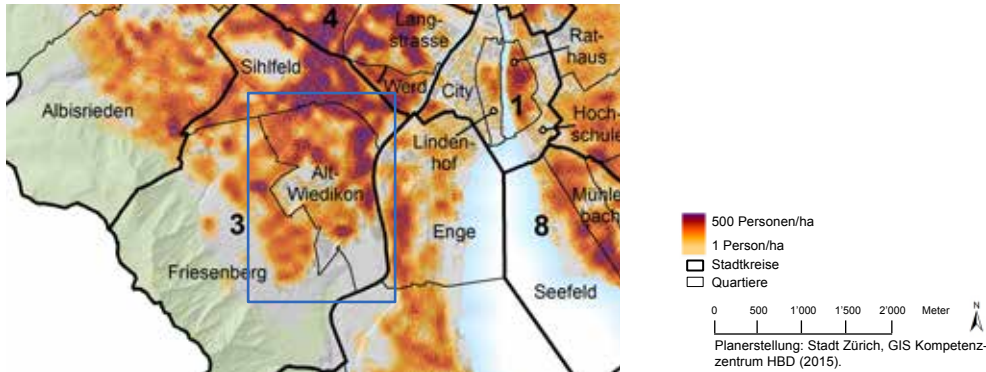 4
Lang-
strasse
Rat-
haus
Sihlfeld
Werd
City
1
Albisrieden
Hoch-
schule
Linden-
hof
Alt-
Wiedikon
Mühle
bach
3
Enge
8
Friesenberg
Seefeld
500 Personen/ha
1 Person/ha
Stadtkreise
Quartiere
0 500 1'000 1'500 2'000 Meter
N
Planerstellung: Stadt Zürich, GIS Kompetenz-
zentrum HBD (2015).